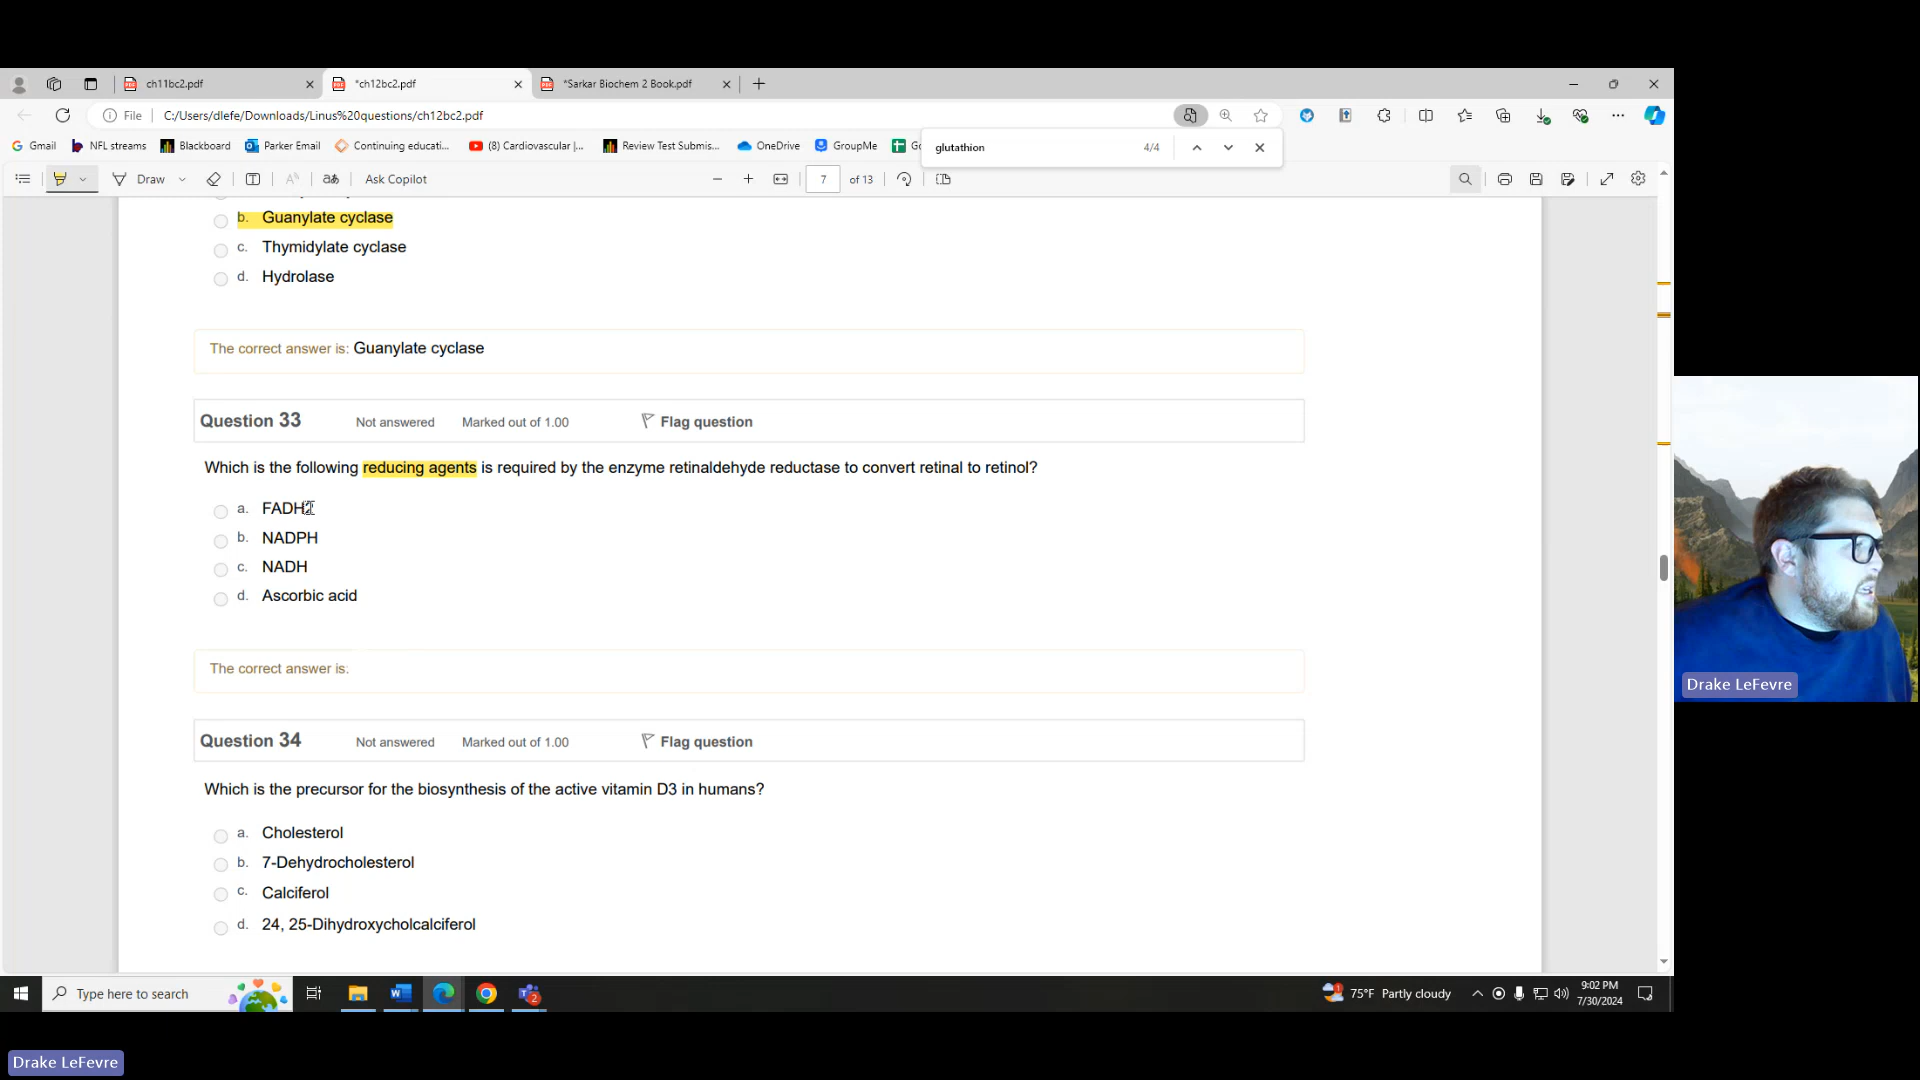 ch11bc2.pdf
*ch12bc2.pdf
*Sarkar Biochem 2 Book.pdf
File C:/Users/dlefe/Downloads/Linus%20questions/ch12bc2.pdf
Gmail NFL streams Blackboard Parker Email Continuing educati... (8) Cardiovascular |... Review Test Submis... OneDrive GroupMe
glutathion 4/4
Draw Ask Copilot 7 of 13
b. Guanylate cyclase
c. Thymidylate cyclase
d. Hydrolase
The correct answer is: Guanylate cyclase
Question 33 Not answered Marked out of 1.00 Flag question
Which is the following reducing agents is required by the enzyme retinaldehyde reductase to convert retinal to retinol?
a. FADH2
b. NADPH
c. NADH
d. Ascorbic acid
The correct answer is:
Question 34 Not answered Marked out of 1.00 Flag question
Which is the precursor for the biosynthesis of the active vitamin D3 in humans?
a. Cholesterol
b. 7-Dehydrocholesterol
c. Calciferol
d. 24, 25-Dihydroxycholcalciferol
Drake LeFevre
Type here to search
75°F Partly cloudy
9:02 PM
7/30/2024
Drake LeFevre